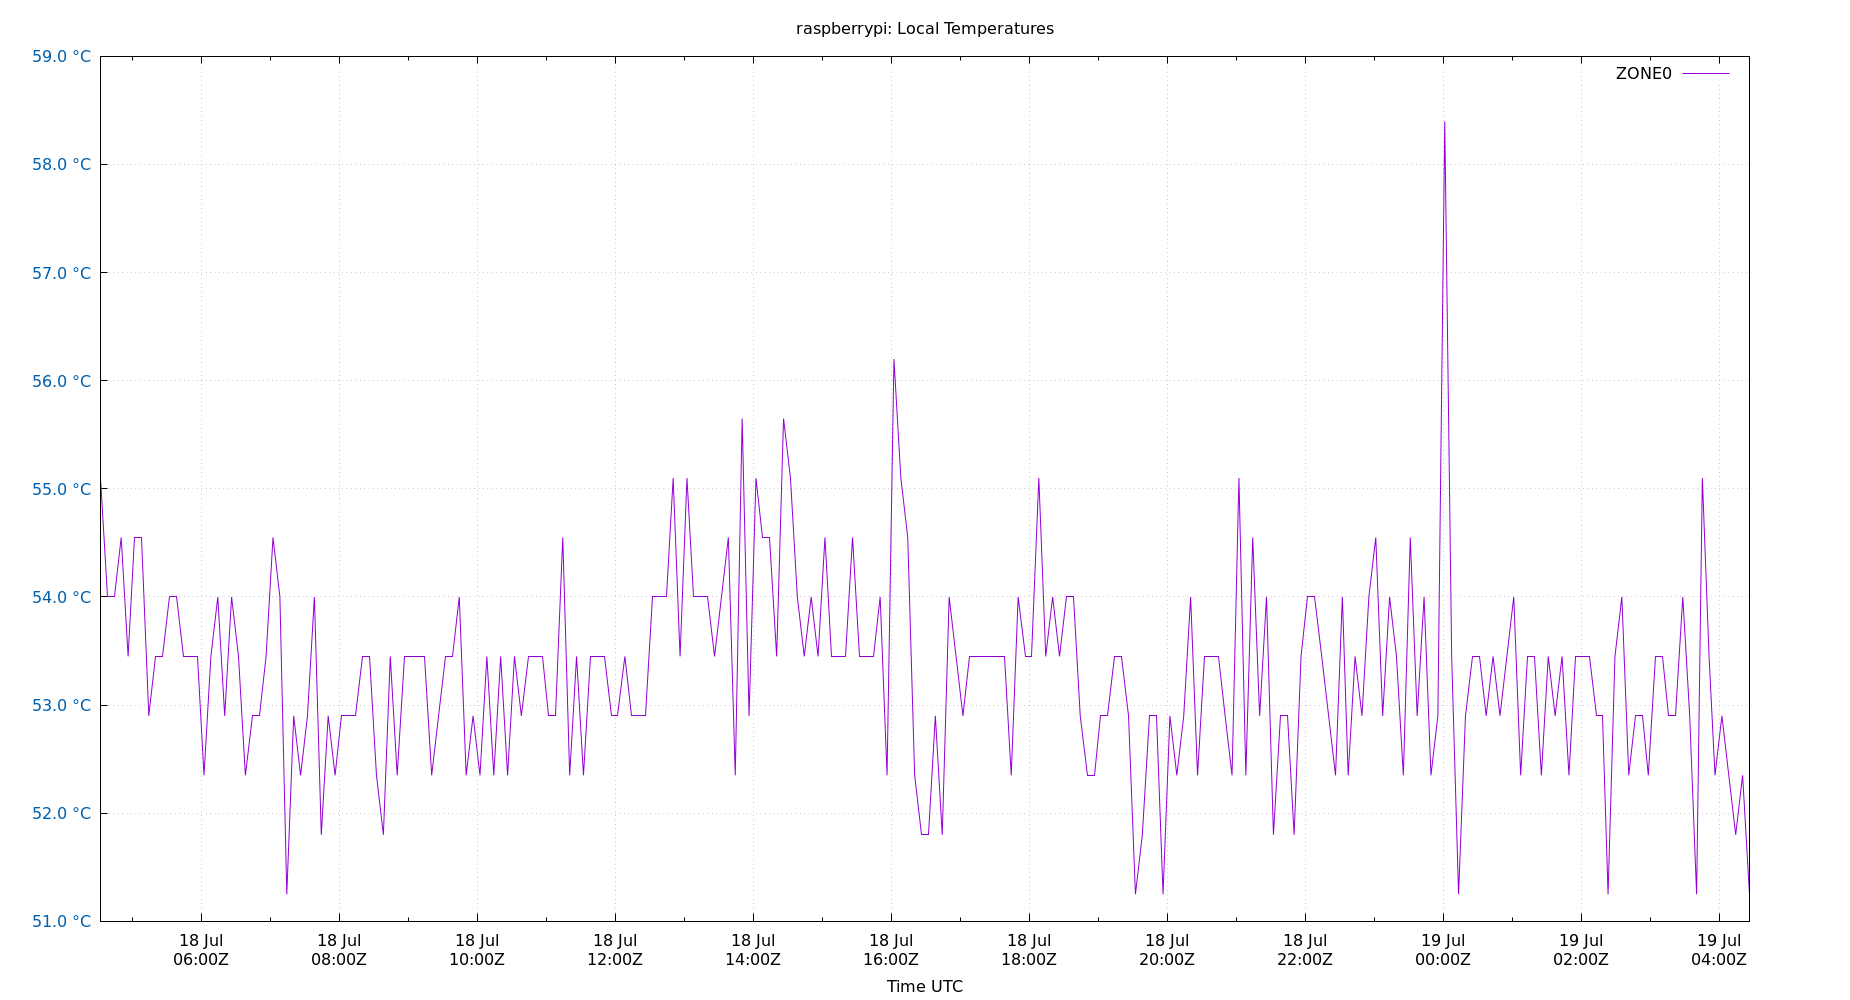 raspberrypi: Local Temperatures
59.0 °C
ZONE0
58.0 °C
57.0 °C
56.0 °C
55.0 °C
54.0 °C
53.0 °C
52.0 °C
51.0 °C
18 Jul 18 Jul 18 Jul 18 Jul 18 Jul 18 Jul 18 Jul 18 Jul 18 Jul 19 Jul 19 Jul 19 Jul
06:00Z 08:00Z 10:00Z 12:00Z 14:00Z 16:00Z 18:00Z 20:00Z 22:00Z 00:00Z 02:00Z 04:00Z
Time UTC